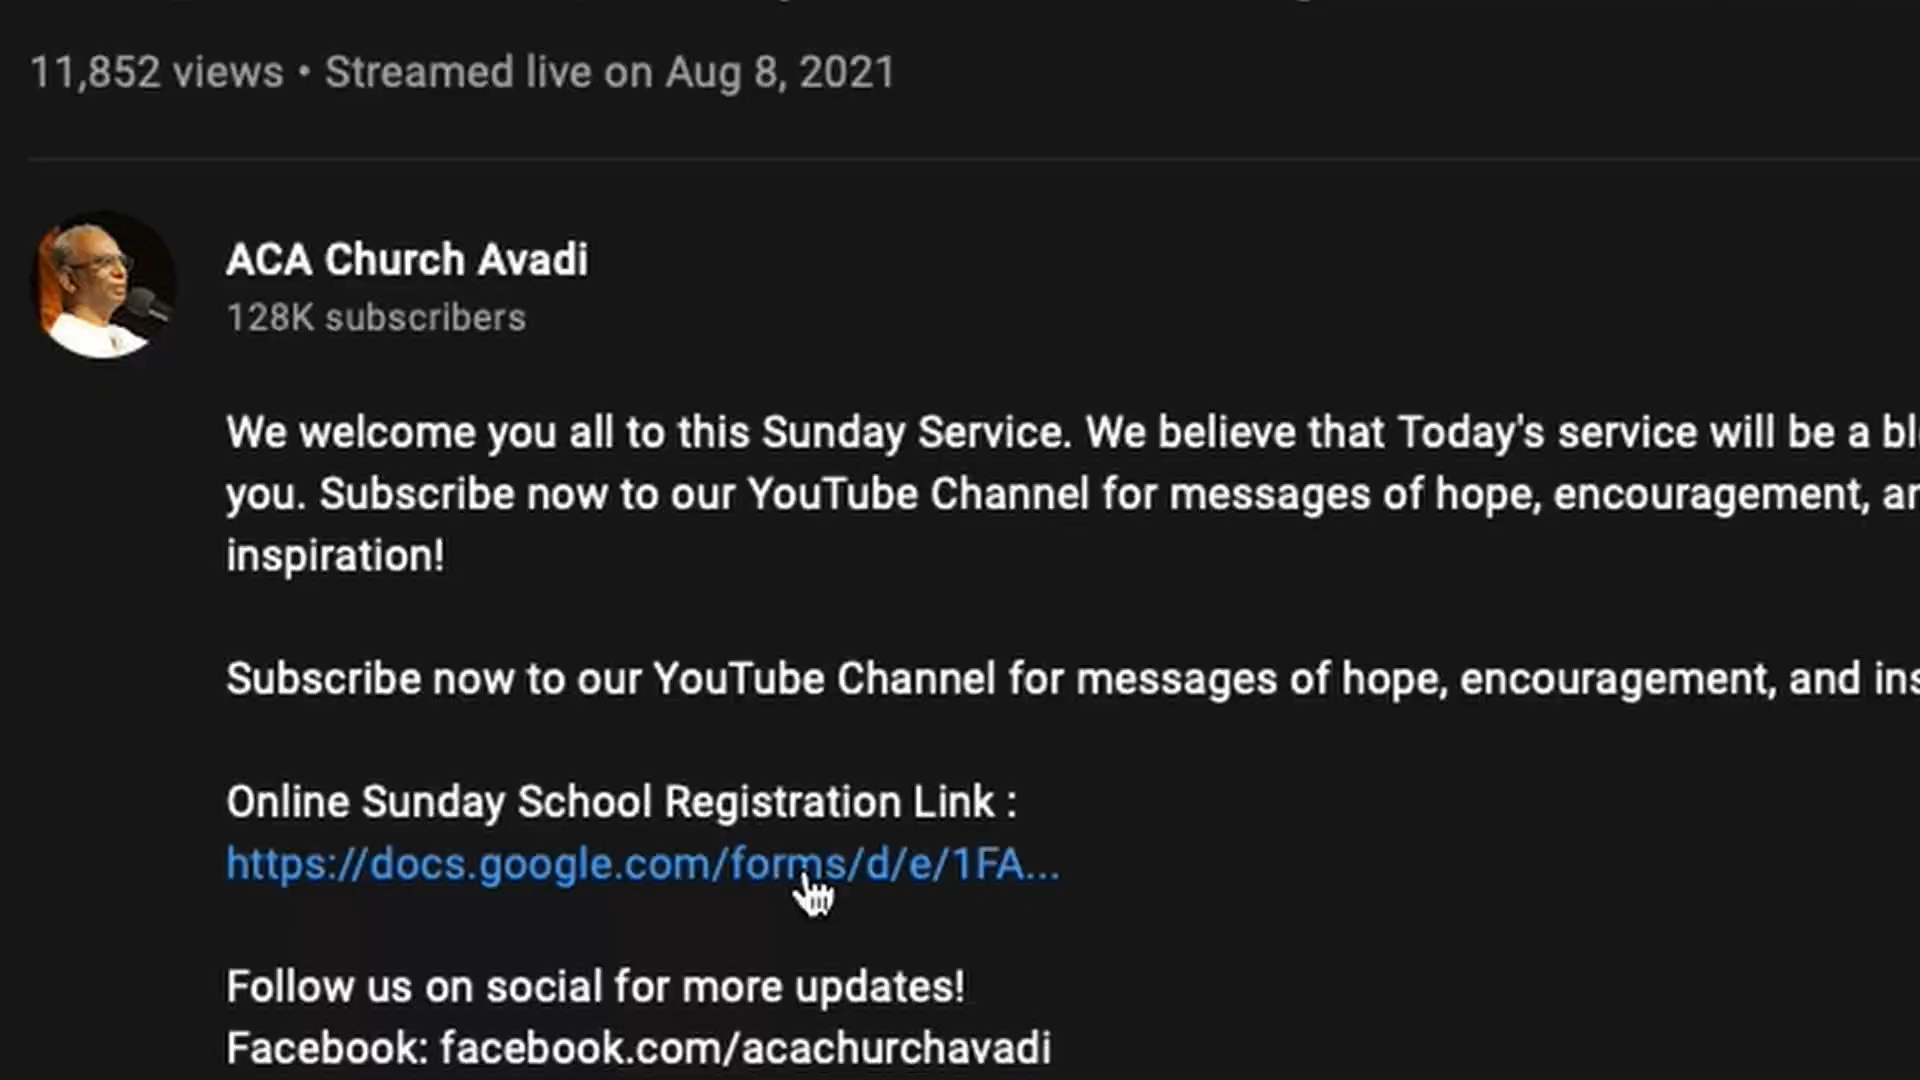 11,852 views • Streamed live on Aug 8, 2021
ACA Church Avadi
128K subscribers
We welcome you all to this Sunday Service. We believe that Today's service will be a
you. Subscribe now to our YouTube Channel for messages of hope, encouragement,
inspiration!
Subscribe now to our YouTube Channel for messages of hope, encouragement, and
Online Sunday School Registration Link :
https://docs.google.com/forms/d/e/1FA...
Follow us on social for more updates!
Facebook: facebook.com/acachurchavadi